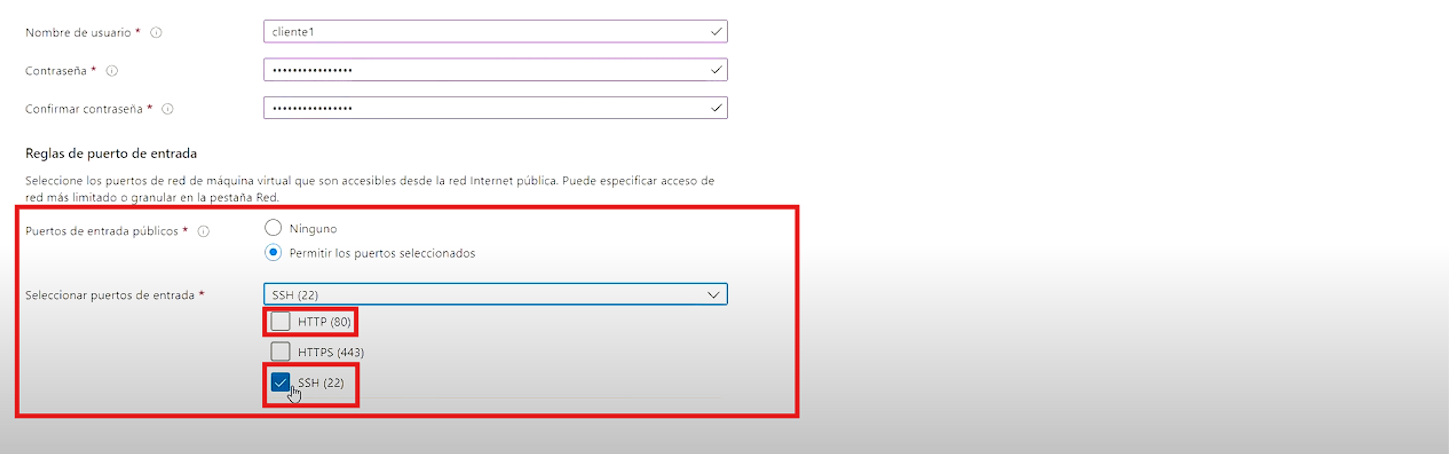 Nombre de usuario *
cliente1
Contraseña *
••••••••••••••••
Confirmar contraseña *
••••••••••••••••
Reglas de puerto de entrada
Seleccione los puertos de red de máquina virtual que son accesibles desde la red Internet pública. Puede especificar acceso de
red más limitado o granular en la pestaña Red.
Puertos de entrada públicos *
Ninguno
Permitir los puertos seleccionados
Seleccionar puertos de entrada *
SSH (22)
HTTP (80)
HTTPS (443)
SSH (22)